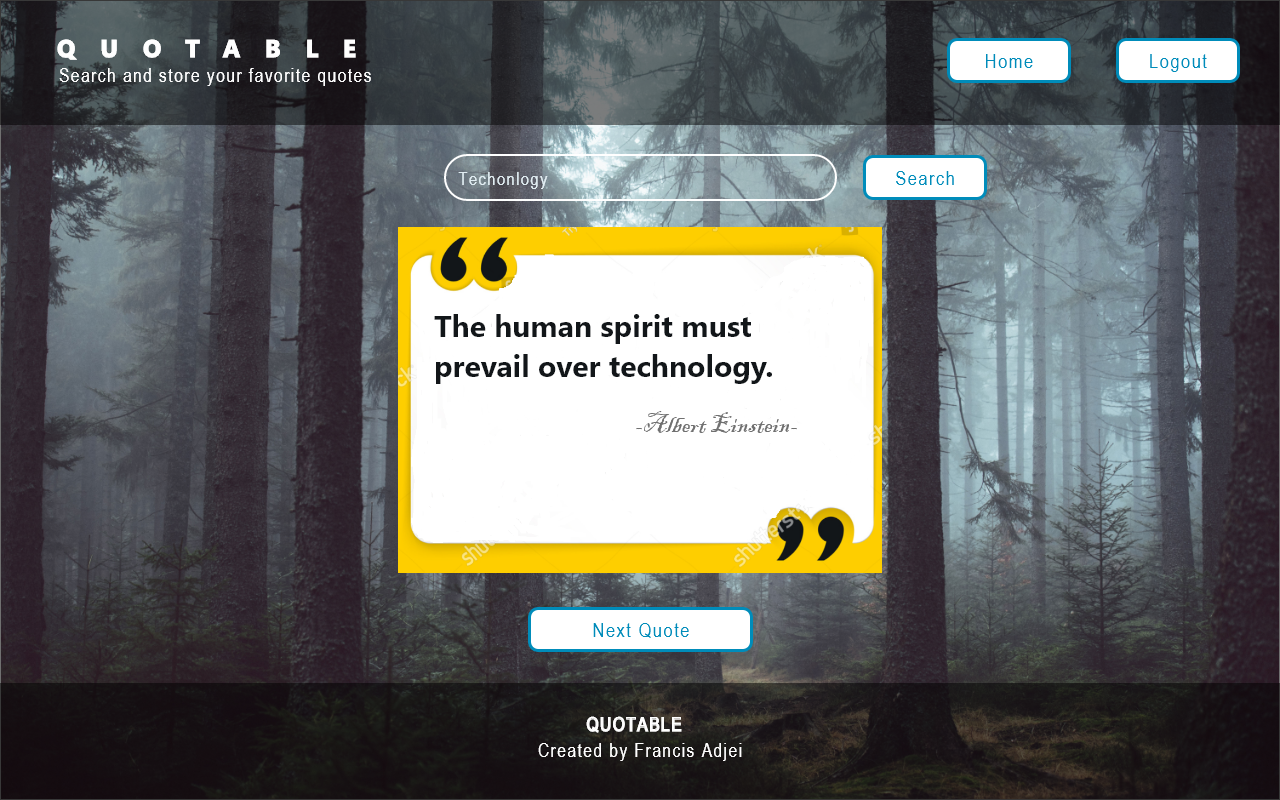 QUOTABLE
Search and store your favorite quotes
Home
Logout
Techonlogy
Search
The human spirit must
prevail over technology.
-Albert Einstein-
Next Quote
QUOTABLE
Created by Francis Adjei